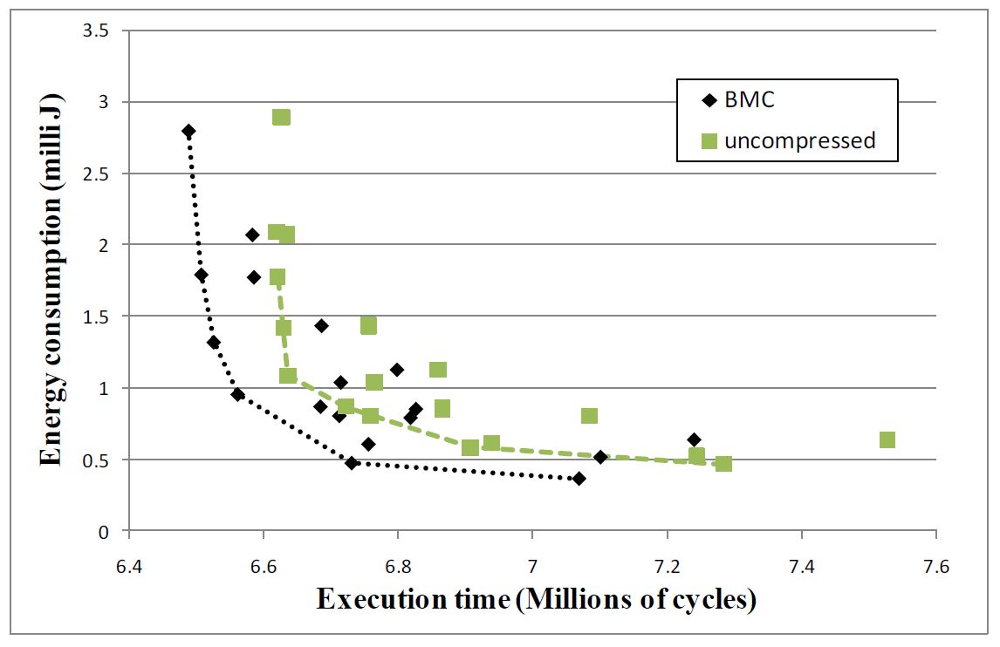 3.5
3
2.5
2
1.5
1
0.5
0
Energy consumption (milli J)
BMC
uncompressed
6.4 6.6 6.8 7 7.2 7.4 7.6
Execution time (Millions of cycles)